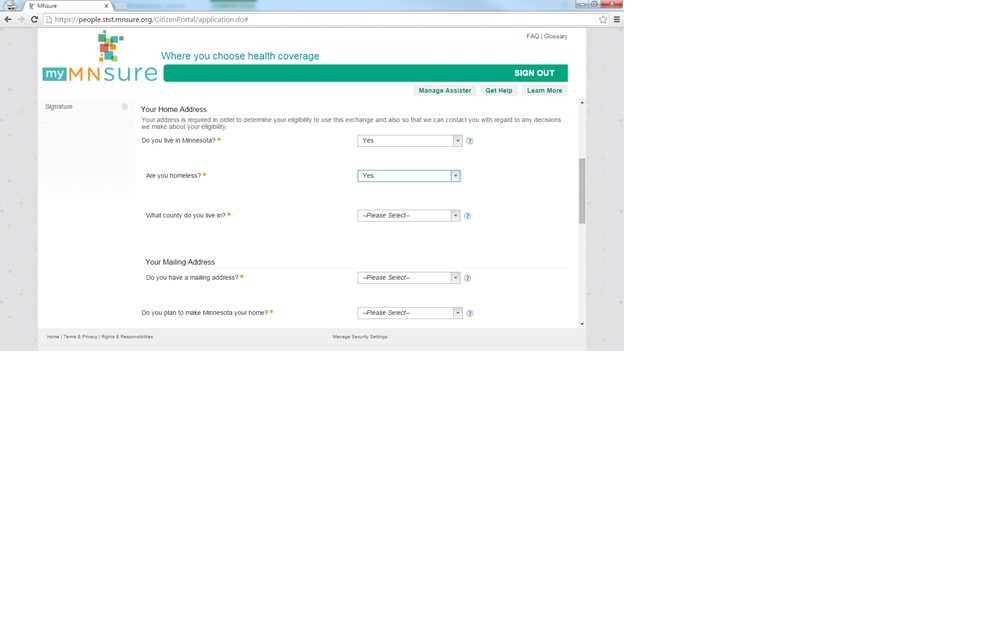 MNsure
https://people.stst.mnsure.org/CitizenPortal/application.do#
FAQ | Glossary
Where you choose health coverage
my MNsure
SIGN OUT
Manage Assister Get Help Learn More
Signature
Your Home Address
Your address is required in order to determine your eligibility to use this exchange and also so that we can contact you with regard to any decisions
we make about your eligibility.
Do you live in Minnesota? * Yes
Are you homeless? * Yes
What county do you live in? * --Please Select--
Your Mailing Address
Do you have a mailing address? * --Please Select--
Do you plan to make Minnesota your home? * --Please Select--
Home | Terms & Privacy | Rights & Responsibilities Manage Security Settings